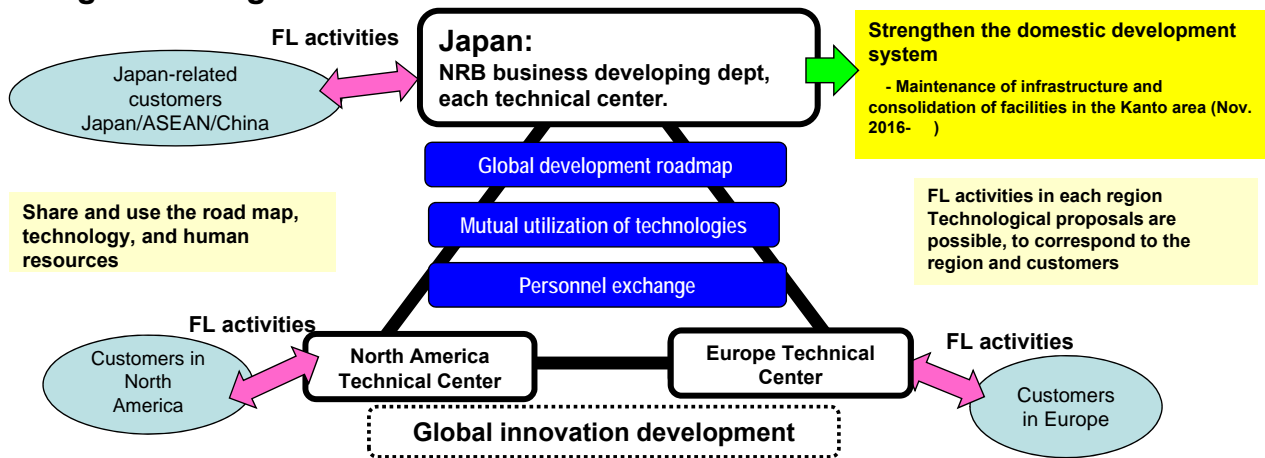 FL activities
Japan:
NRB business developing dept,
each technical center.
Strengthen the domestic development
system
- Maintenance of infrastructure and
consolidation of facilities in the Kanto area (Nov.
2016- )
Japan-related
customers
Japan/ASEAN/China
Global development roadmap
Mutual utilization of technologies
Personnel exchange
Share and use the road map,
technology, and human
resources
FL activities in each region
Technological proposals are
possible, to correspond to the
region and customers
FL activities
Customers in
North
America
North America
Technical Center
Europe Technical
Center
FL activities
Customers
in Europe
Global innovation development